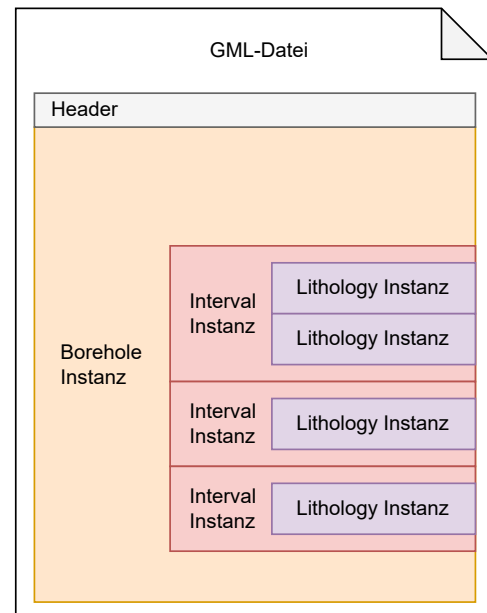 GML-Datei
Header
Borehole
Instanz
Interval
Instanz
Lithology Instanz
Lithology Instanz
Interval
Instanz
Lithology Instanz
Interval
Instanz
Lithology Instanz